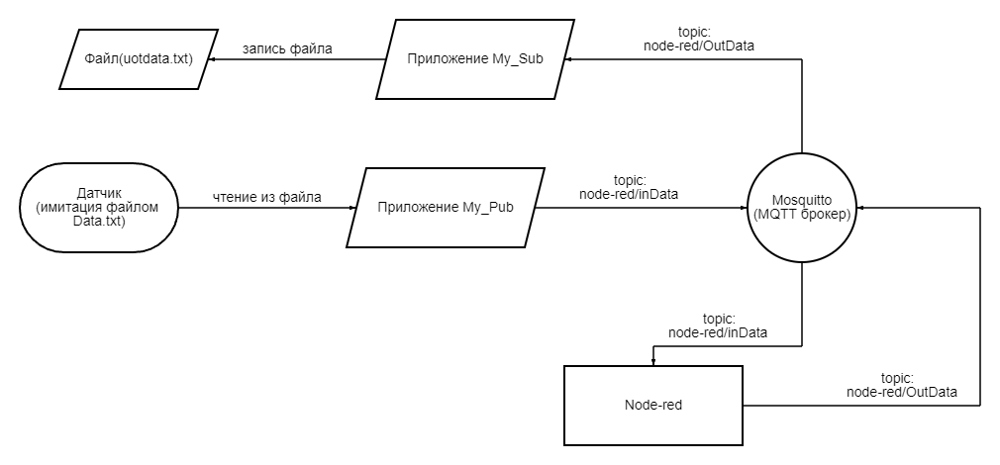 topic:
node-red/OutData
запись файла
Файл(uotdata.txt)
Приложение My_Sub
topic:
node-red/inData
Датчик
(имитация файлом
Data.txt)
чтение из файла
Приложение My_Pub
Mosquitto
(MQTT брокер)
topic:
node-red/inData
topic:
node-red/OutData
Node-red